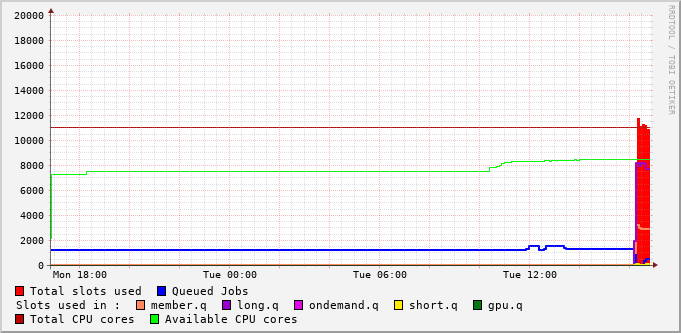 RRDTOOL / TOBI OETIKER
20000
18000
16000
14000
12000
10000
8000
6000
4000
2000
0
Mon 18:00 Tue 00:00 Tue 06:00 Tue 12:00
Total slots used Queued Jobs
Slots used in : member.q long.q ondemand.q short.q gpu.q
Total CPU cores Available CPU cores